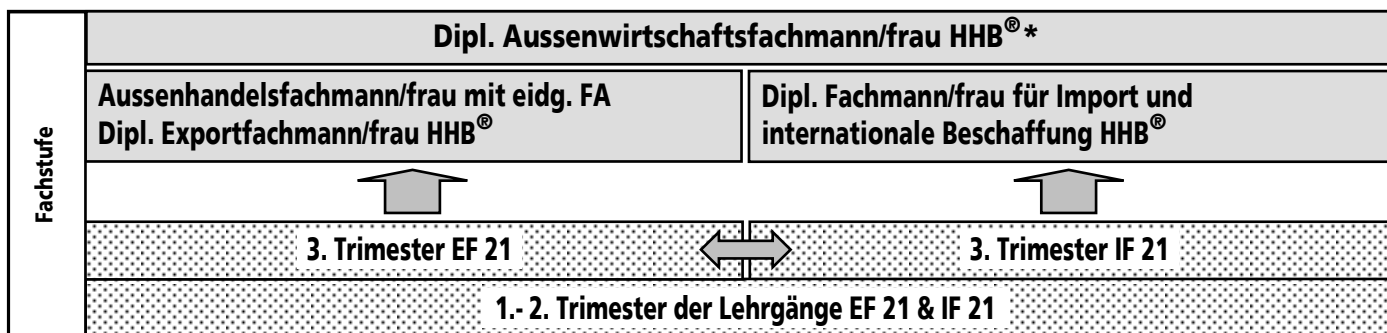 Fachstufe
Dipl. Aussenwirtschaftsfachmann/frau HHB®*
Aussenhandelsfachmann/frau mit eidg. FA
Dipl. Exportfachmann/frau HHB®
Dipl. Fachmann/frau für Import und
internationale Beschaffung HHB®
3. Trimester EF 21
3. Trimester IF 21
1.- 2. Trimester der Lehrgänge EF 21 & IF 21